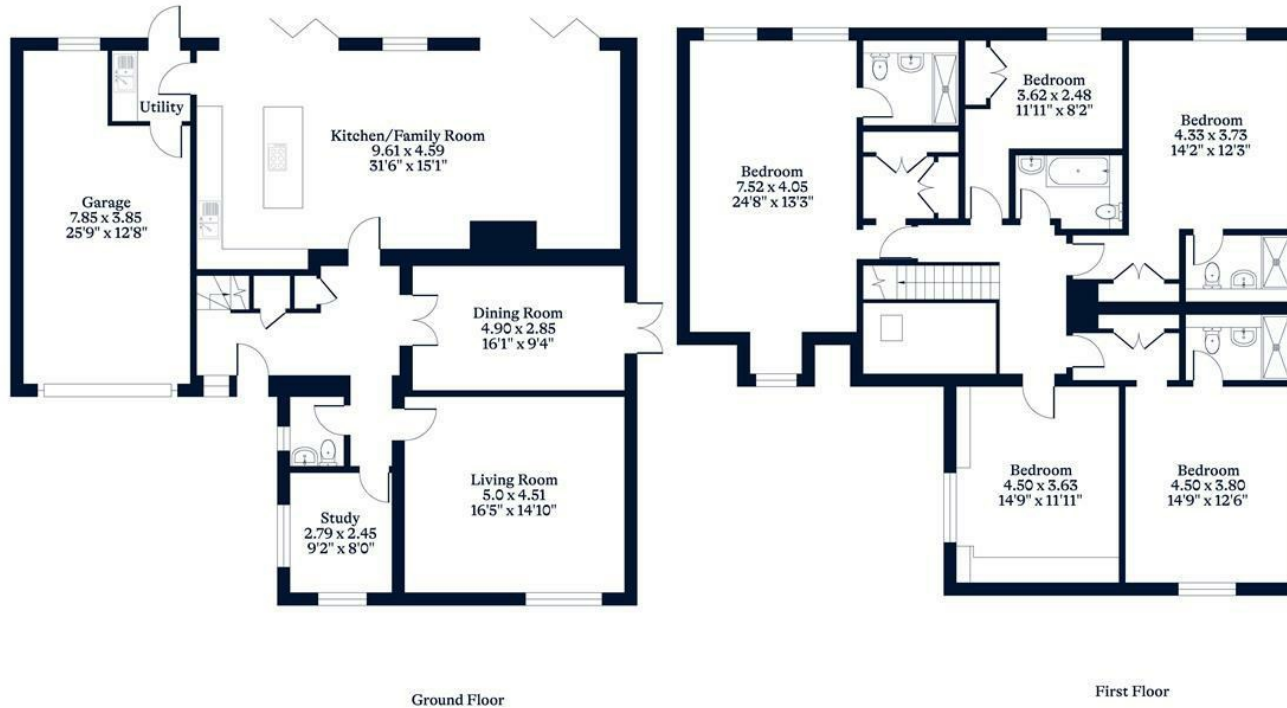 Utility
Kitchen/Family Room
9.61 x 4.59
31'6" x 15'1"
Garage
7.85 x 3.85
25'9" x 12'8"
Dining Room
4.90 x 2.85
16'1" x 9'4"
Living Room
5.0 x 4.51
16'5" x 14'10"
Study
2.79 x 2.45
9'2" x 8'0"
Ground Floor
Bedroom
3.62 x 2.48
11'11" x 8'2"
Bedroom
4.33 x 3.73
14'2" x 12'3"
Bedroom
7.52 x 4.05
24'8" x 13'3"
Bedroom
4.50 x 3.63
14'9" x 11'11"
Bedroom
4.50 x 3.80
14'9" x 12'6"
First Floor